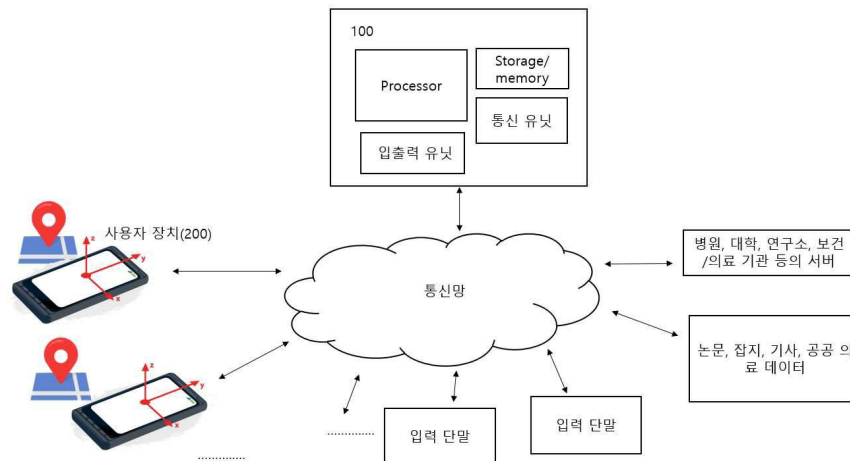 100
Processor
Storage/
memory
통신 유닛
입출력 유닛
사용자 장치(200)
z
y
x
통신망
병원, 대학, 연구소, 보건
/의료 기관 등의 서버
논문, 잡지, 기사, 공공 의
료 데이터
z
y
x
입력 단말
입력 단말
..............
..............